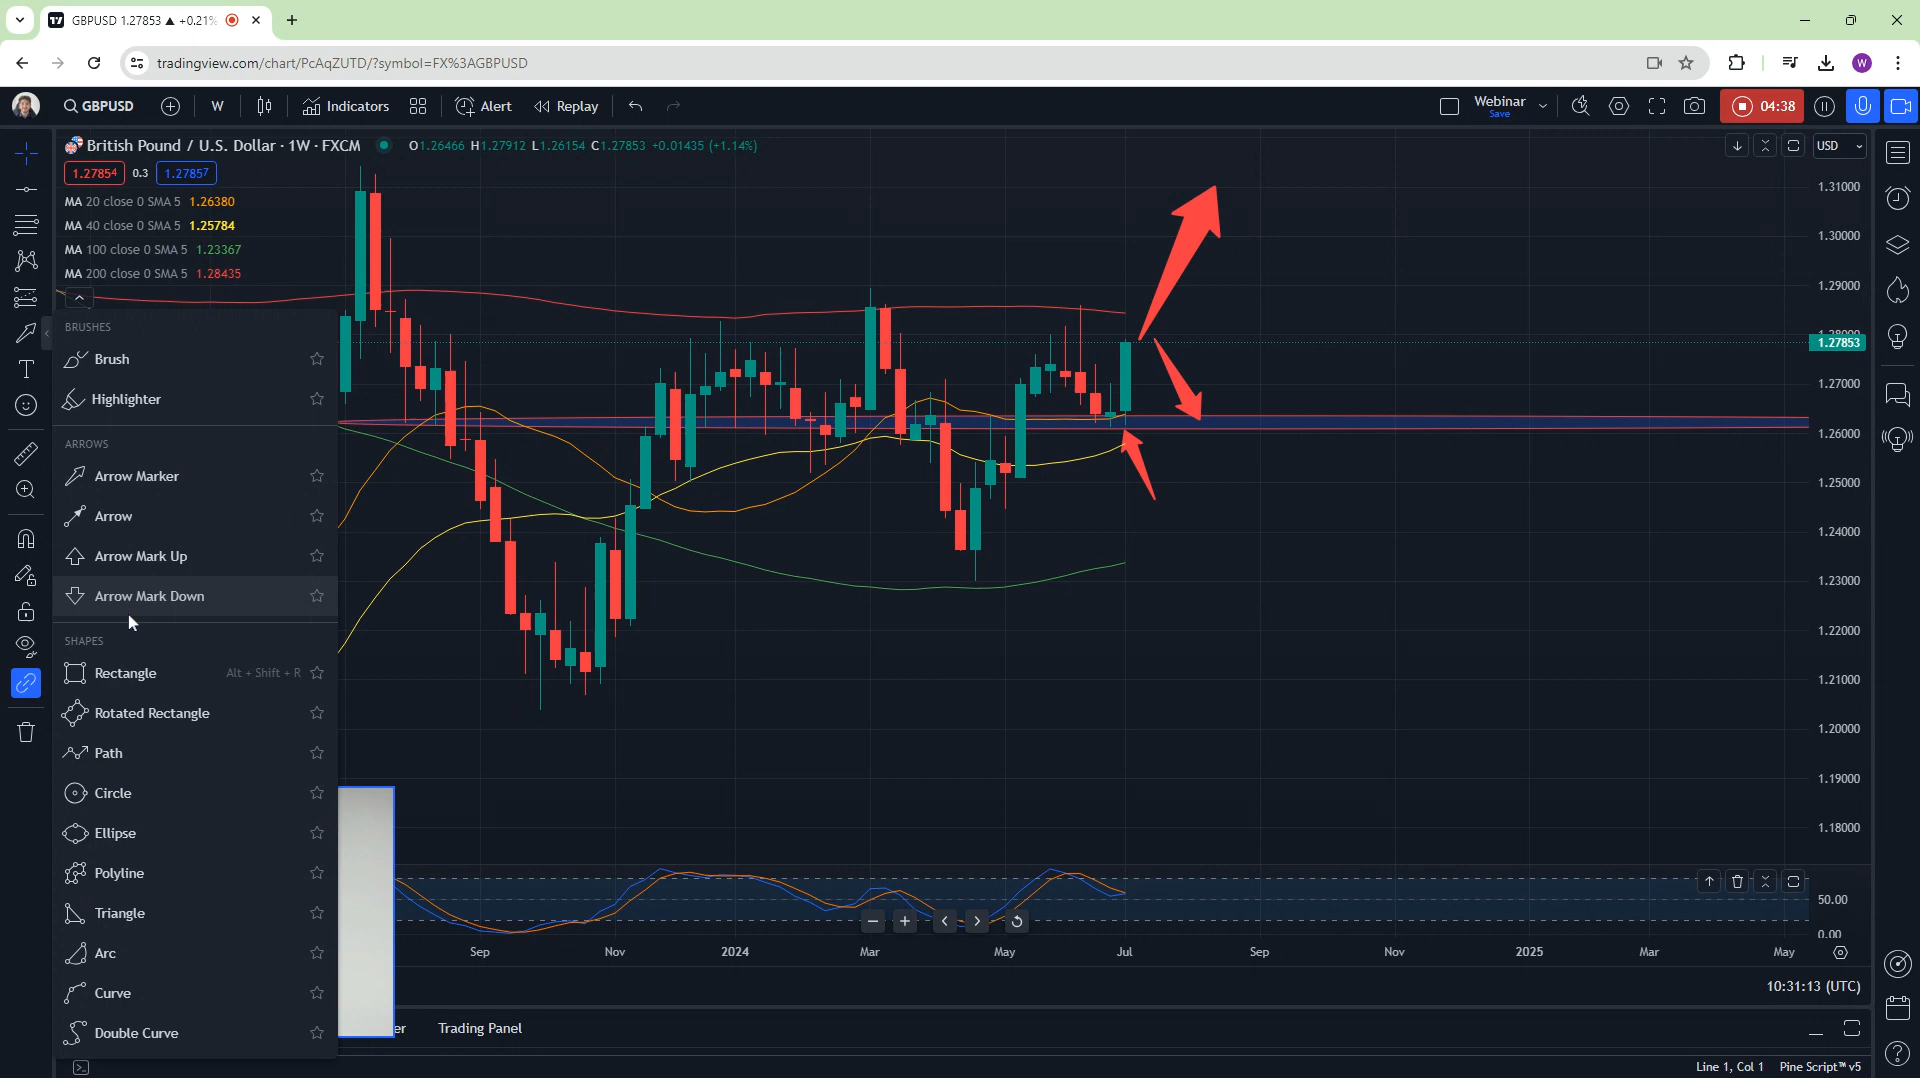 GBPUSD 1.27853 ▲ +0.21%
tradingview.com/chart/PcAqZUTD/?symbol=FX%3AGBPUSD
W
GBPUSD
W
Indicators
Alert
Replay
Webinar
Save
04:38
British Pound / U.S. Dollar · 1W · FXCM
O1.26466 H1.27912 L1.26154 C1.27853 +0.01435 (+1.14%)
USD
1.27854
0.3
1.27857
MA 20 close 0 SMA 5 1.26380
MA 40 close 0 SMA 5 1.25784
MA 100 close 0 SMA 5 1.23367
MA 200 close 0 SMA 5 1.28435
BRUSHES
Brush
Highlighter
ARROWS
Arrow Marker
Arrow
Arrow Mark Up
Arrow Mark Down
SHAPES
Rectangle Alt + Shift + R
Rotated Rectangle
Path
Circle
Ellipse
Polyline
Triangle
Arc
Curve
Double Curve
1.31000
1.30000
1.29000
1.28000
1.27853
1.27000
1.26000
1.25000
1.24000
1.23000
1.22000
1.21000
1.20000
1.19000
1.18000
50.00
0.00
Sep
Nov
2024
Mar
May
Jul
Sep
Nov
2025
Mar
May
10:31:13 (UTC)
er
Trading Panel
Line 1, Col 1
Pine Script™ v5